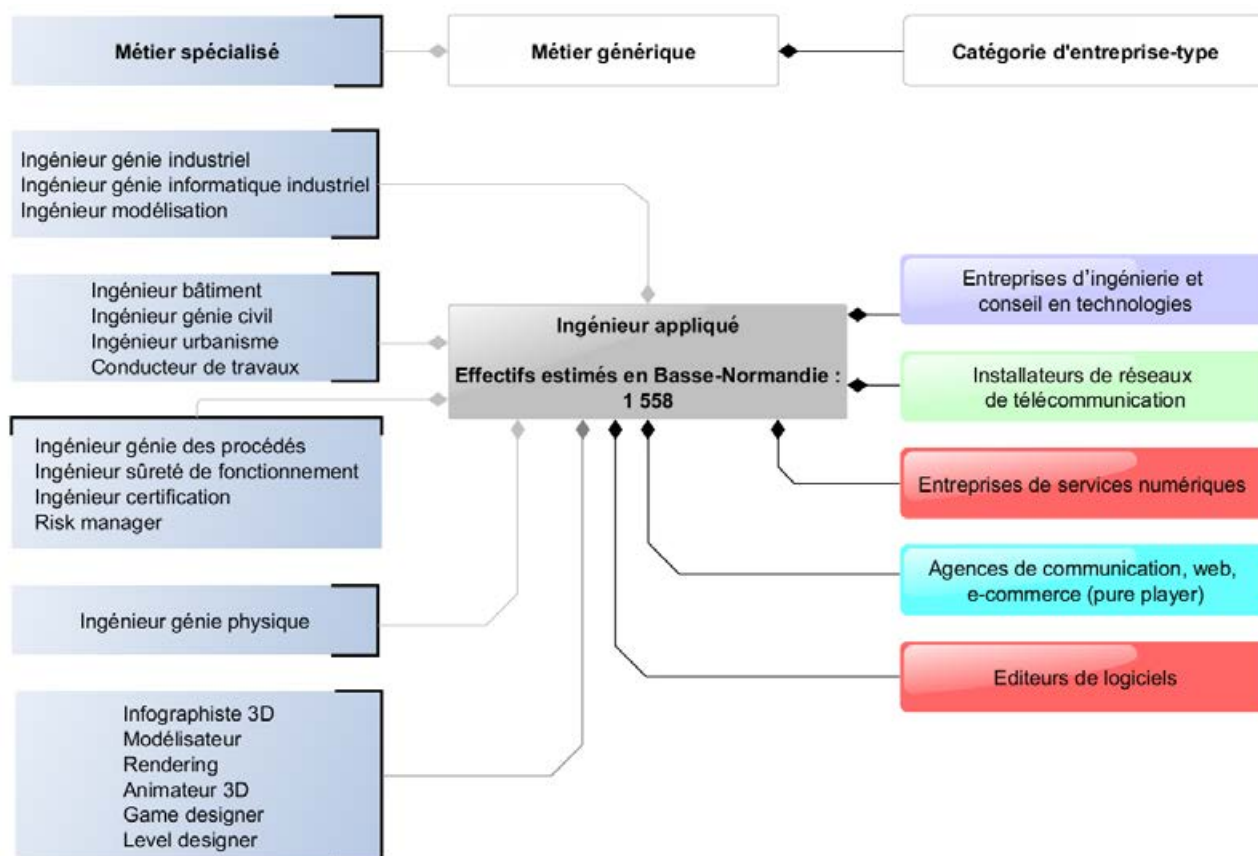 Métier spécialisé
Métier générique
Catégorie d'entreprise-type
Ingénieur génie industriel
Ingénieur génie informatique industriel
Ingénieur modélisation
Ingénieur bâtiment
Ingénieur génie civil
Ingénieur urbanisme
Conducteur de travaux
Ingénieur génie des procédés
Ingénieur sûreté de fonctionnement
Ingénieur certification
Risk manager
Ingénieur génie physique
Infographiste 3D
Modélisateur
Rendering
Animateur 3D
Game designer
Level designer
Ingénieur appliqué
Effectifs estimés en Basse-Normandie :
1 558
Entreprises d'ingénierie et
conseil en technologies
Installateurs de réseaux
de télécommunication
Entreprises de services numériques
Agences de communication, web,
e-commerce (pure player)
Editeurs de logiciels